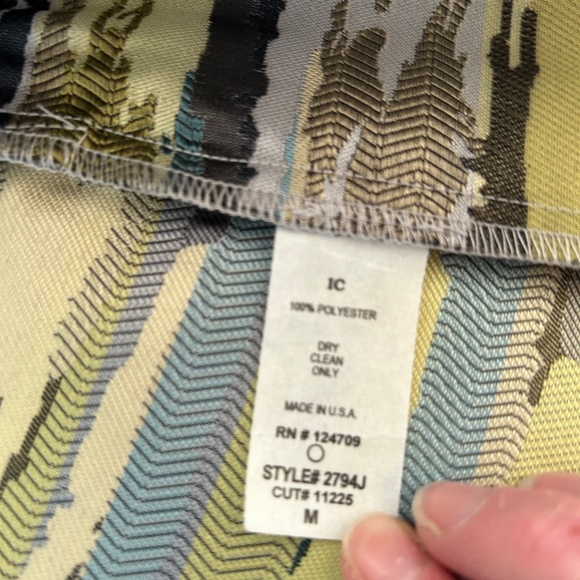 IC
100% POLYESTER
DRY
CLEAN
ONLY
MADE IN U.S.A.
RN # 124709
STYLE# 2794J
CUT# 11225
M